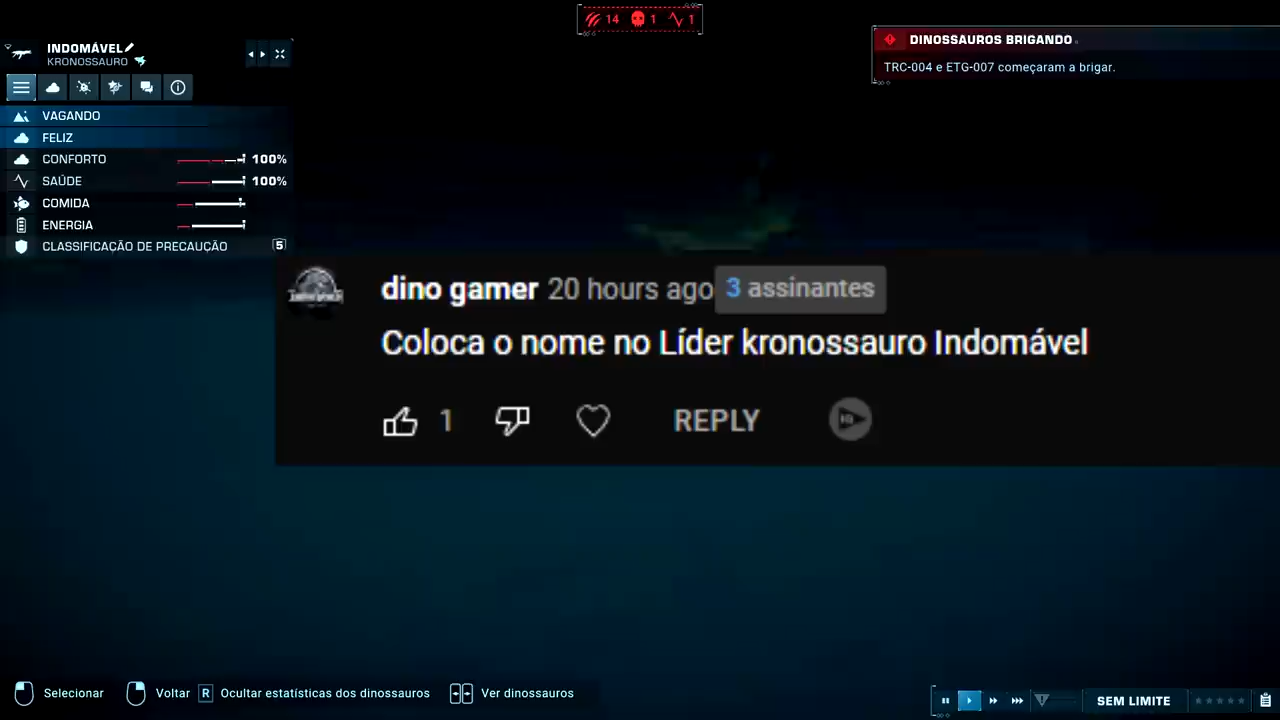 14 1 1
INDOMÁVEL
KRONOSSAURO
DINOSSAUROS BRIGANDO
TRC-004 e ETG-007 começaram a brigar.
VAGANDO
FELIZ
CONFORTO 100%
SAÚDE 100%
COMIDA
ENERGIA
CLASSIFICAÇÃO DE PRECAUÇÃO 5
dino gamer 20 hours ago 3 assinantes
Coloca o nome no Líder kronossauro Indomável
1 REPLY
Selecionar Voltar R Ocultar estatísticas dos dinossauros Ver dinossauros
SEM LIMITE